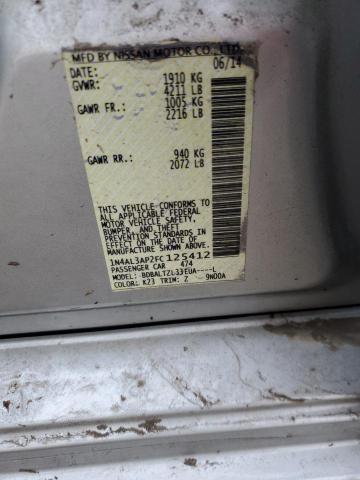 MFD BY NISSAN MOTOR CO., LTD.
DATE: 06/14
GVWR: 1910 KG
4211 LB
GAWR FR.: 1005 KG
2216 LB
GAWR RR.: 940 KG
2072 LB
THIS VEHICLE CONFORMS TO ALL
APPLICABLE FEDERAL
MOTOR VEHICLE SAFETY,
BUMPER, AND THEFT
PREVENTION STANDARDS IN
EFFECT ON THE DATE OF
MANUFACTURE SHOWN ABOVE.
1N4AL3AP2FC125412
PASSENGER CAR 474
MODEL: BDBALTZL33EUA----L
COLOR: K23 TRIM: Z 9N00A